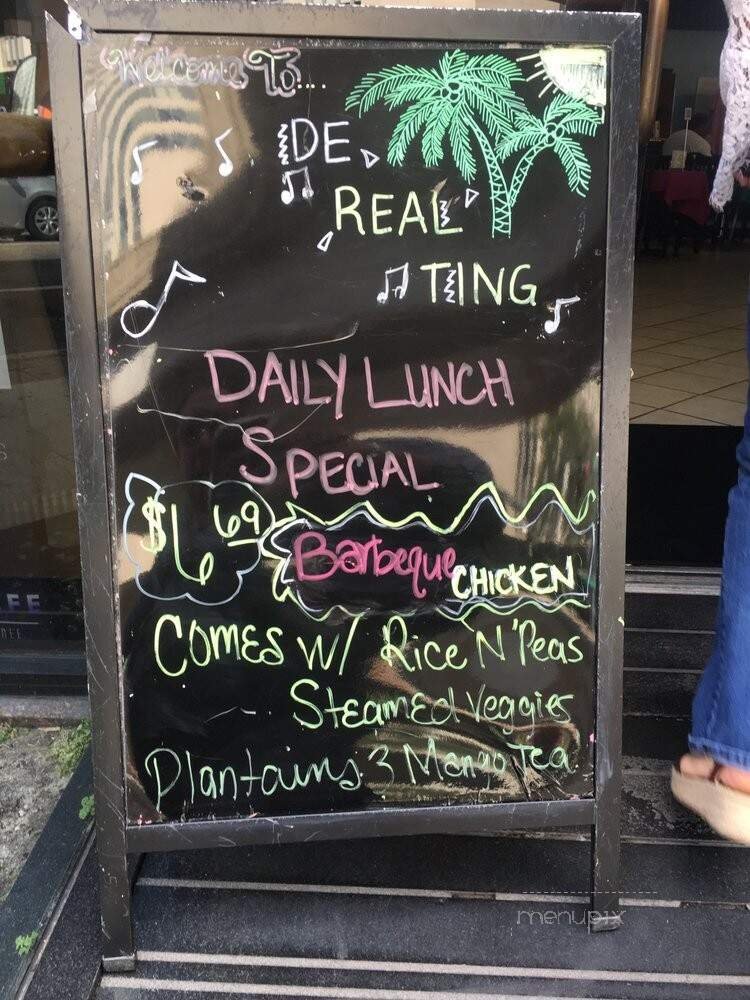 Welcome To....
DE
REAL
TING
DAILY LUNCH
SPECIAL
$6 69
Barbeque CHICKEN
COMES W/ Rice N' Peas
Steamed Veggies
Plantains & Mango Tea
menupix